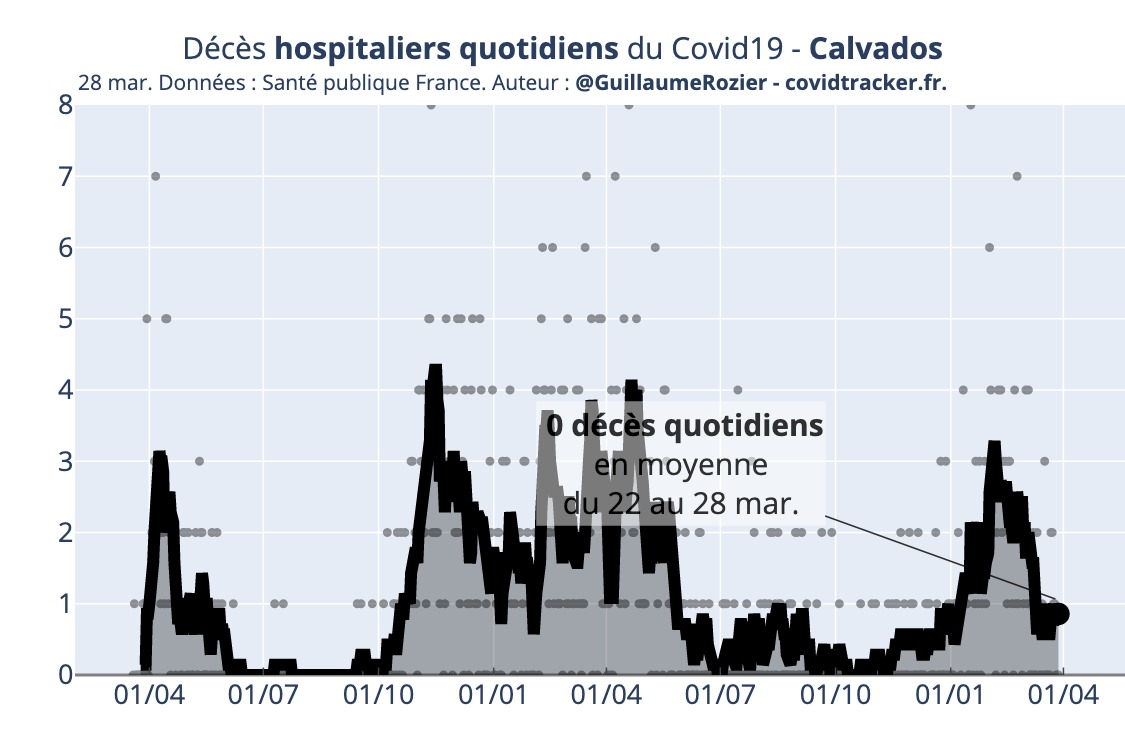 Décès hospitaliers quotidiens du Covid19 - Calvados
28 mar. Données : Santé publique France. Auteur : @GuillaumeRozier - covidtracker.fr.
8
7
6
5
4
3
2
1
0
0 décès quotidiens
en moyenne
du 22 au 28 mar.
01/04 01/07 01/10 01/01 01/04 01/07 01/10 01/01 01/04